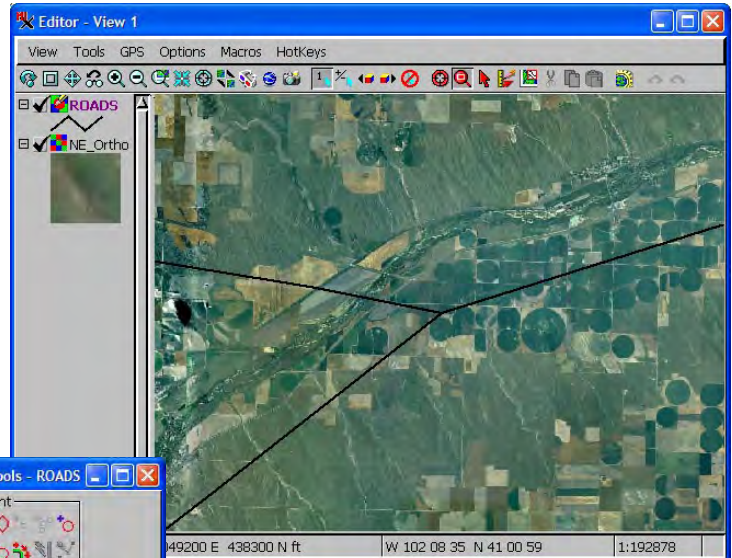 Editor - View 1
View Tools GPS Options Macros HotKeys
ROADS
NE_Ortho
ools - ROADS
49200 E 438300 N ft
W 102 08 35 N 41 00 59
1:192878